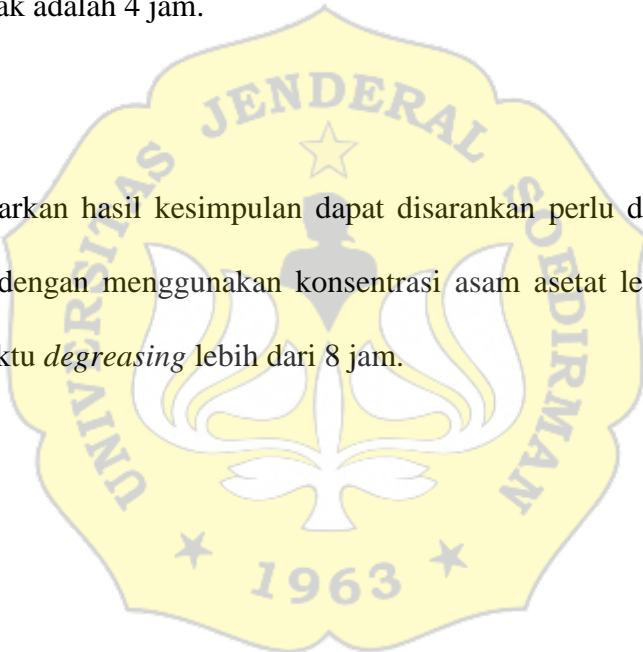 ak adalah 4 jam.
UNIVERSITAS JENDERAL SOEDIRMAN
arkan hasil kesimpulan dapat disarankan perlu d
dengan menggunakan konsentrasi asam asetat le
ktu degreasing lebih dari 8 jam.
1963